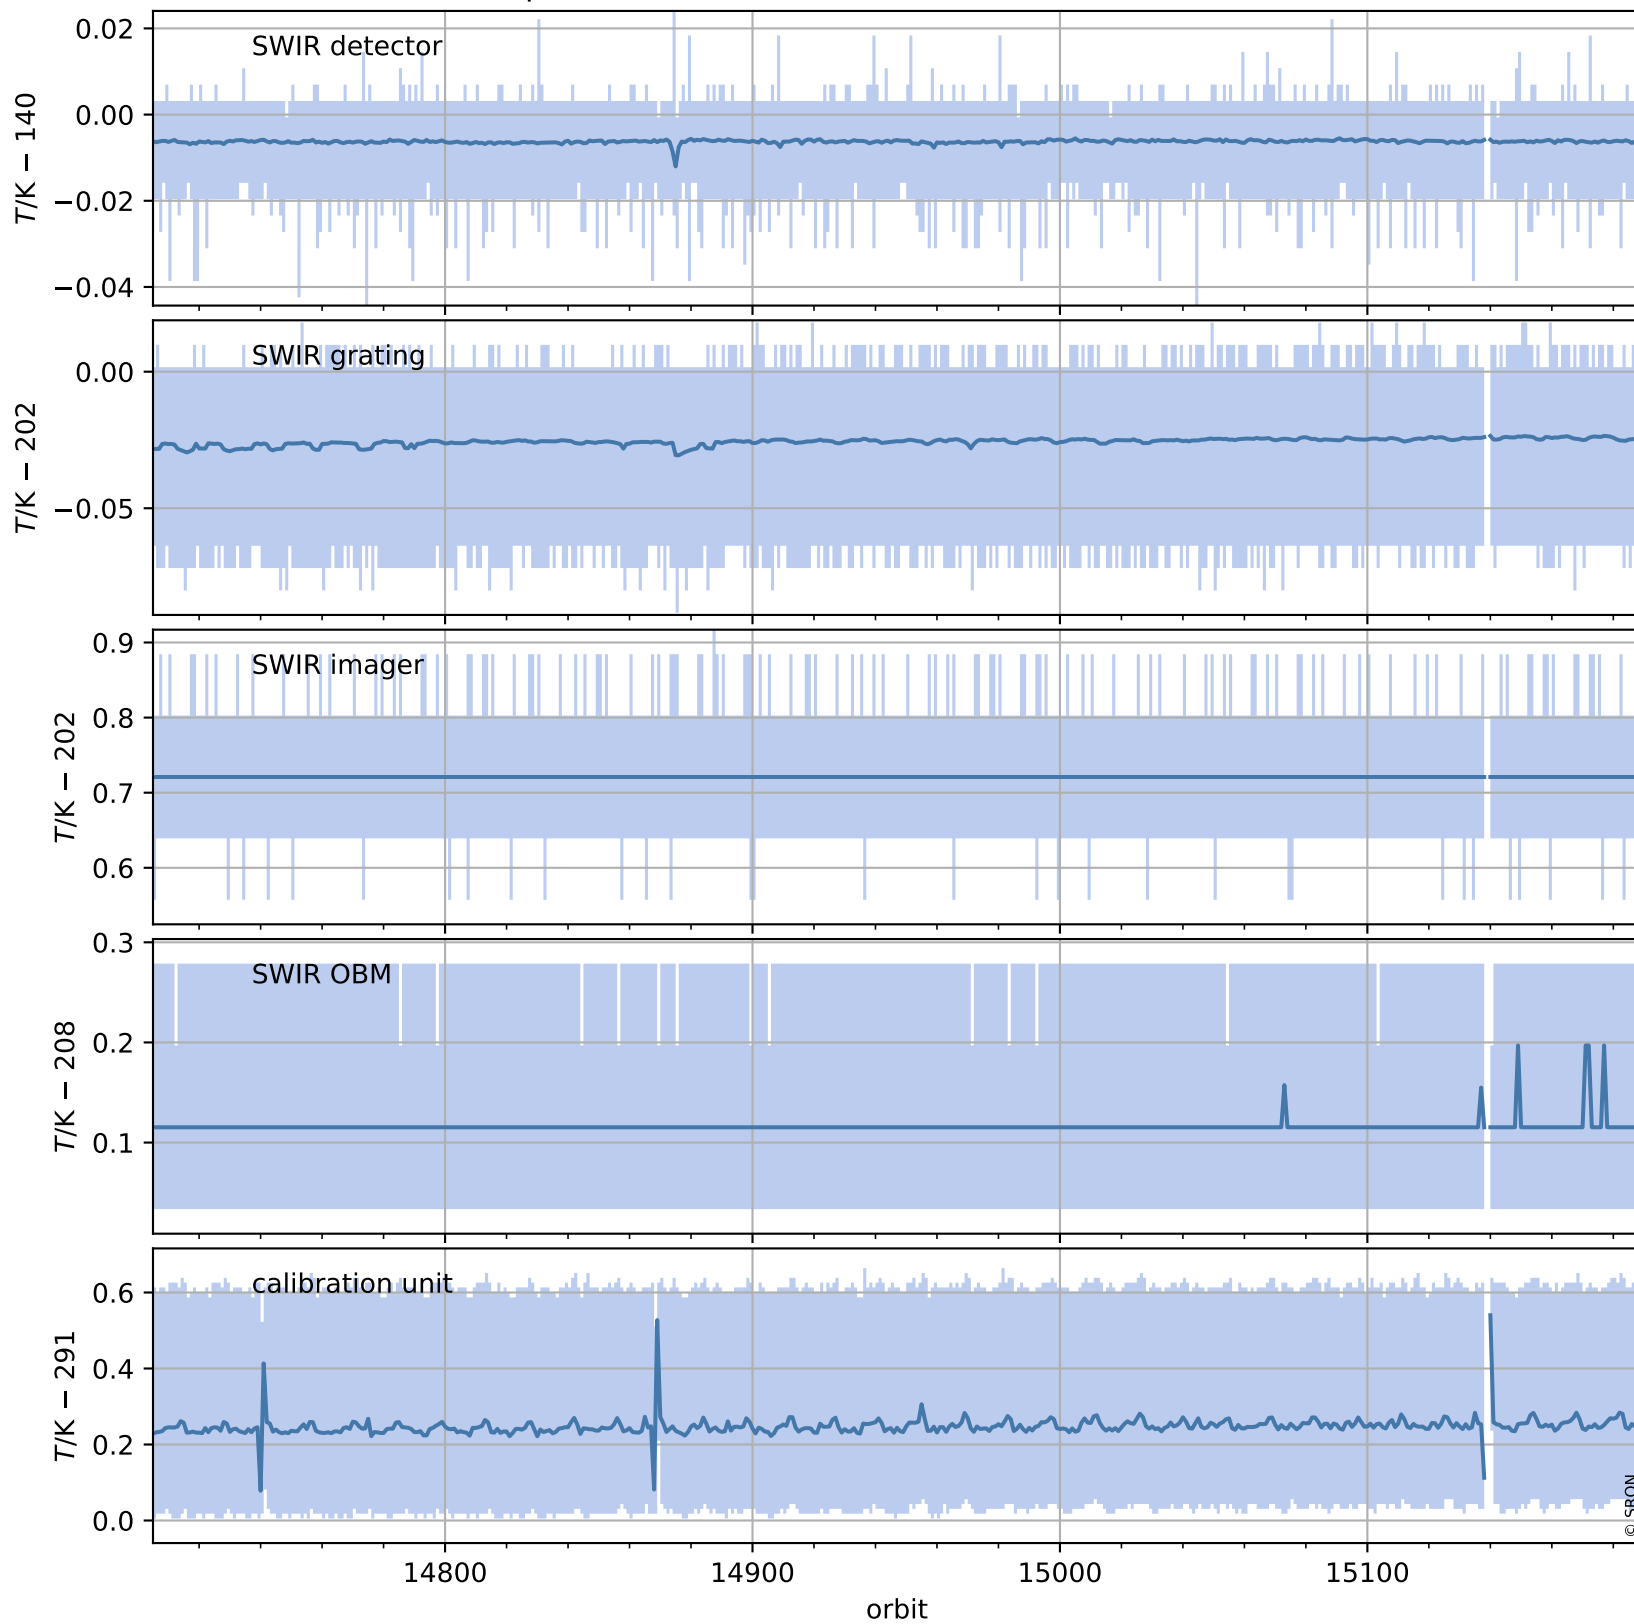 0.02
SWIR detector
0.00
T/K − 140
−0.02
−0.04
SWIR grating
0.00
T/K − 202
−0.05
0.9
SWIR imager
0.8
T/K − 202
0.7
0.6
0.3
SWIR OBM
0.2
T/K − 208
0.1
calibration unit
0.6
0.4
T/K − 291
0.2
0.0
© SRON
14800 14900 15000 15100
orbit